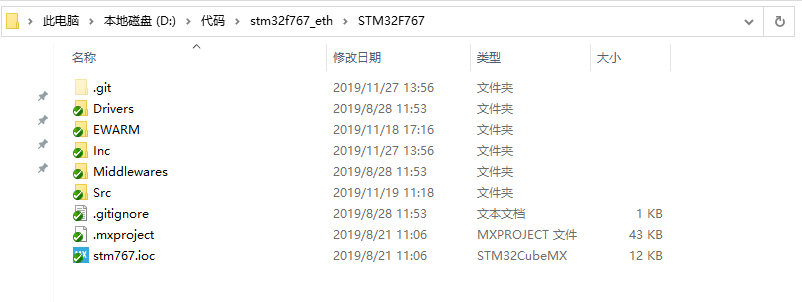 此电脑 > 本地磁盘 (D:) > 代码 > stm32f767_eth > STM32F767
名称 修改日期 类型 大小
.git 2019/11/27 13:56 文件夹
Drivers 2019/8/28 11:53 文件夹
EWARM 2019/11/18 17:16 文件夹
Inc 2019/11/27 13:56 文件夹
Middlewares 2019/8/28 11:53 文件夹
Src 2019/11/19 11:18 文件夹
.gitignore 2019/8/28 11:53 文本文档 1 KB
.mxproject 2019/8/21 11:06 MXPROJECT 文件 43 KB
stm767.ioc 2019/8/21 11:06 STM32CubeMX 12 KB